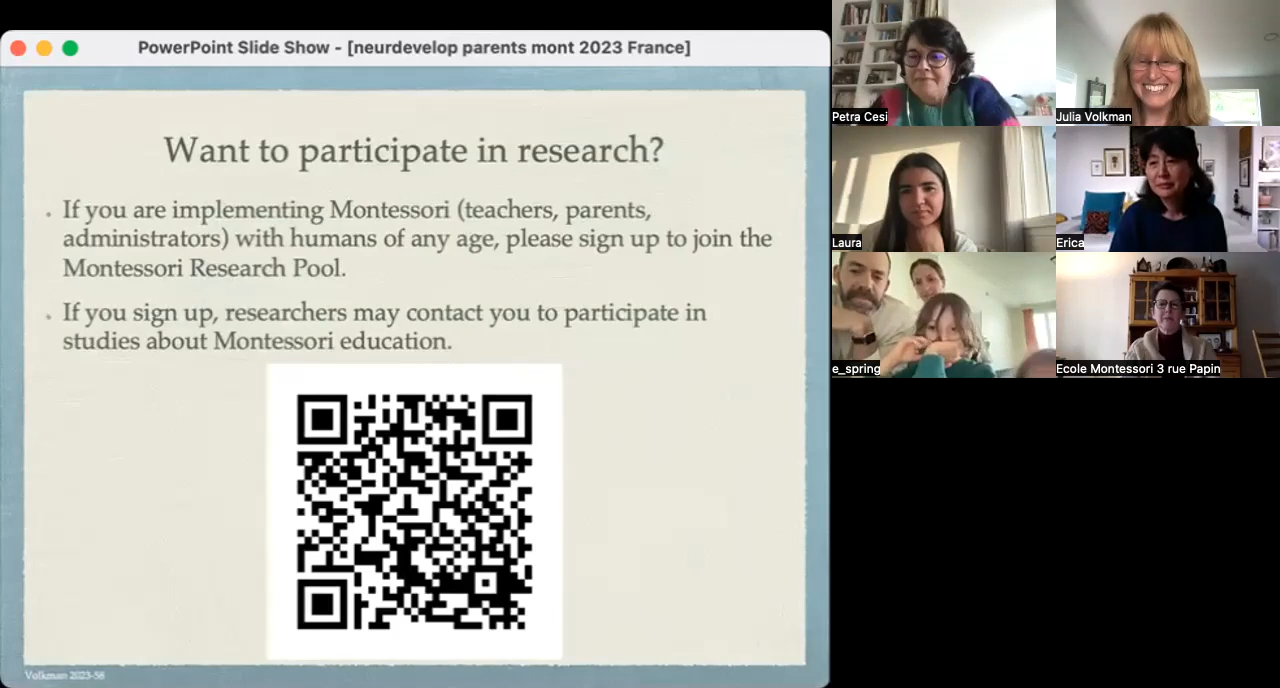 PowerPoint Slide Show - [neurdevelop parents mont 2023 France]
Want to participate in research?
If you are implementing Montessori (teachers, parents,
administrators) with humans of any age, please sign up to join the
Montessori Research Pool.
If you sign up, researchers may contact you to participate in
studies about Montessori education.
Volkman 2023-58
Petra Cesi
Julia Volkman
Laura
Erica
e_spring
Ecole Montessori 3 rue Papin